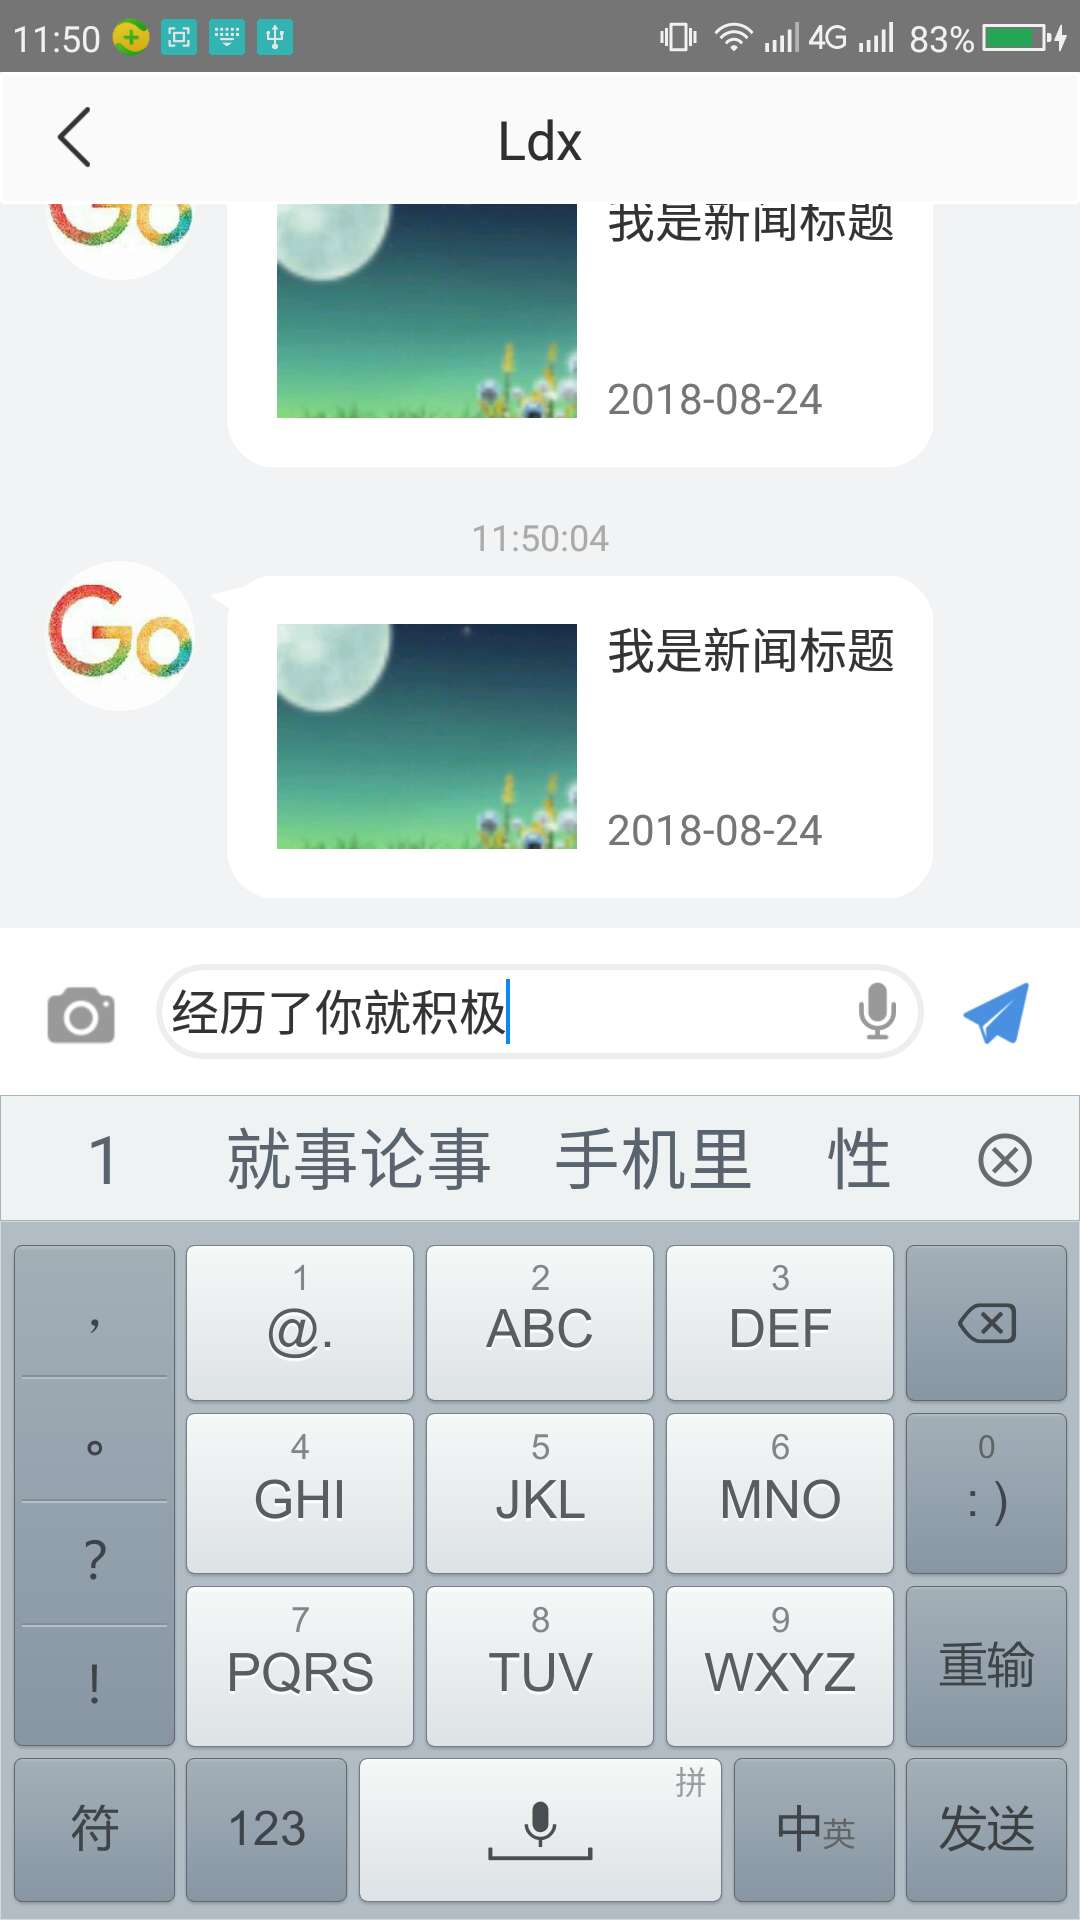 11:50 4G 83%
Ldx
Go
我是新闻标题
2018-08-24
11:50:04
Go
我是新闻标题
2018-08-24
经历了你就积极
1 就事论事 手机里 性
， 1 2 3
@. ABC DEF
。 4 5 6 0
GHI JKL MNO :)
？ 7 8 9
PQRS TUV WXYZ 重输
！
符 123 拼 中英 发送